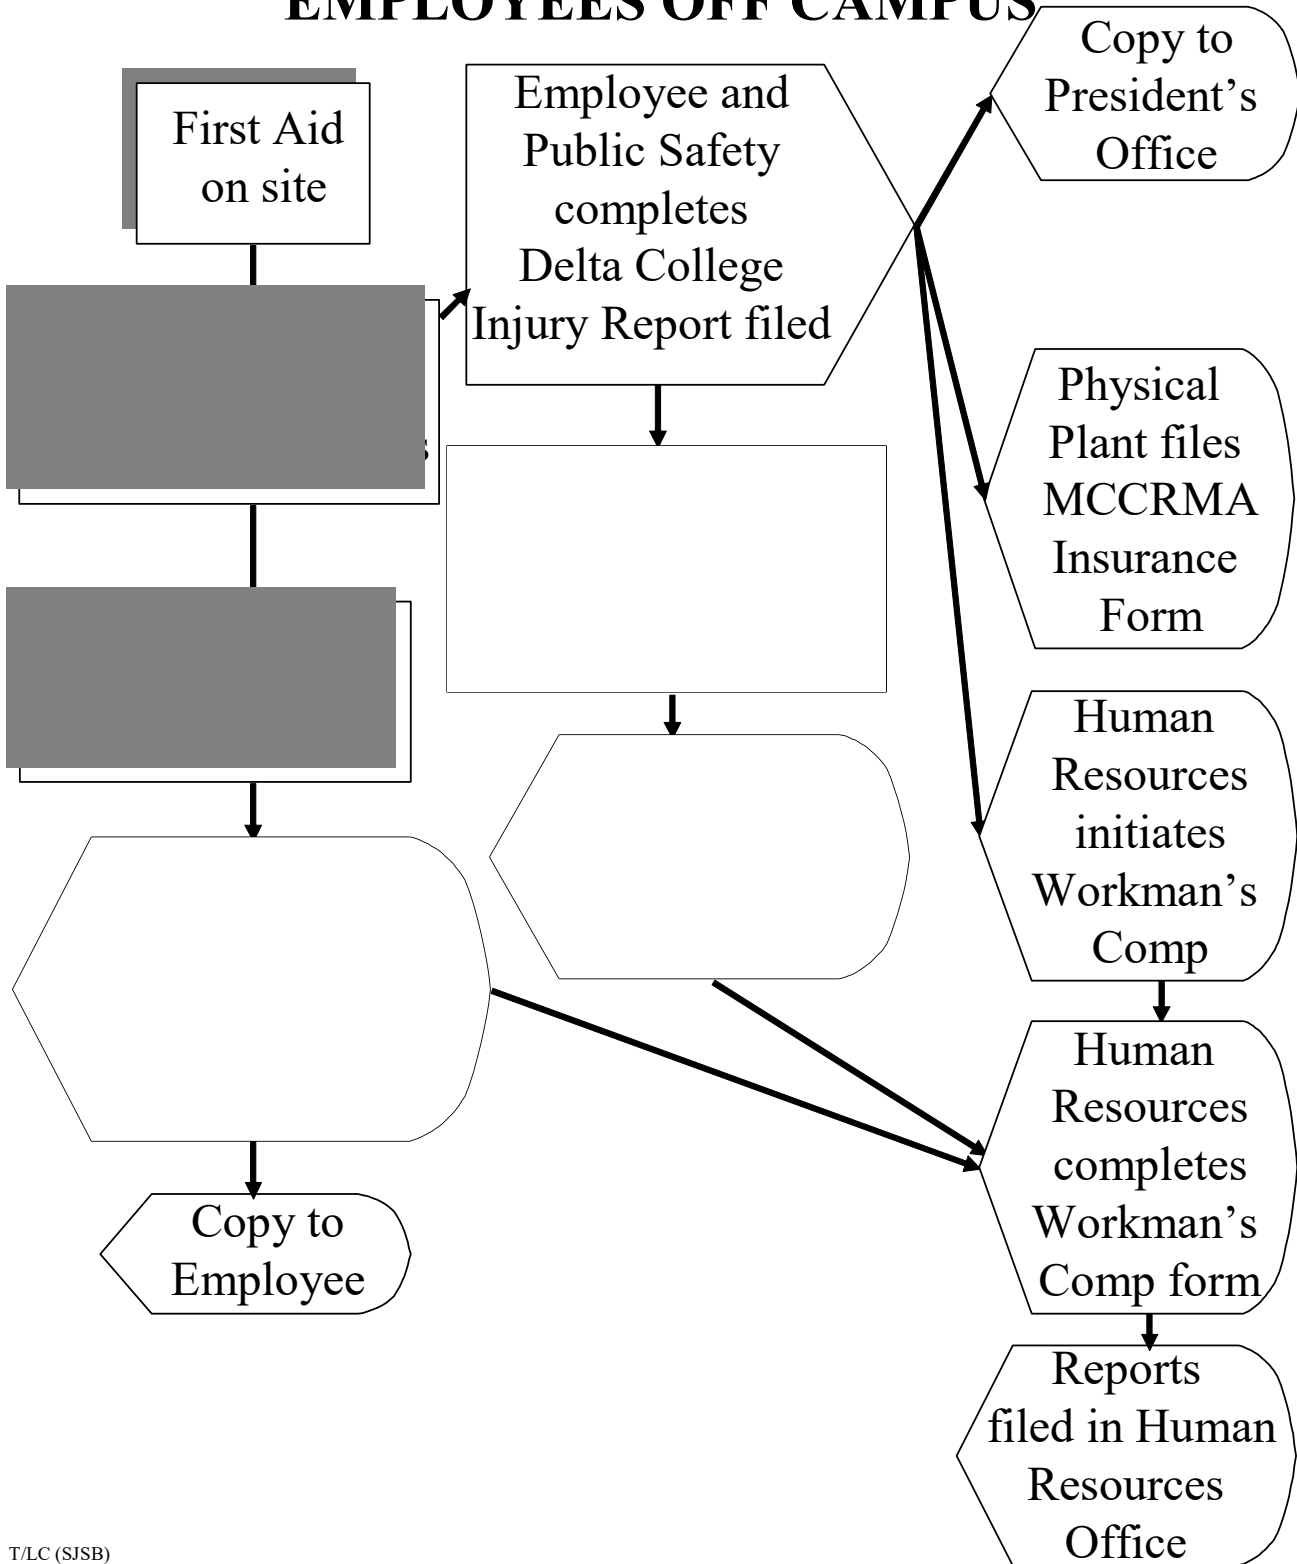 EMPLOYEES OFF CAMPUS
First Aid
on site
Employee and
Public Safety
completes
Delta College
Injury Report filed
Copy to
President’s
Office
Physical
Plant files
MCCRMA
Insurance
Form
Human
Resources
initiates
Workman’s
Comp
Human
Resources
completes
Workman’s
Comp form
Copy to
Employee
Reports
filed in Human
Resources
Office
T/LC (SJSB)